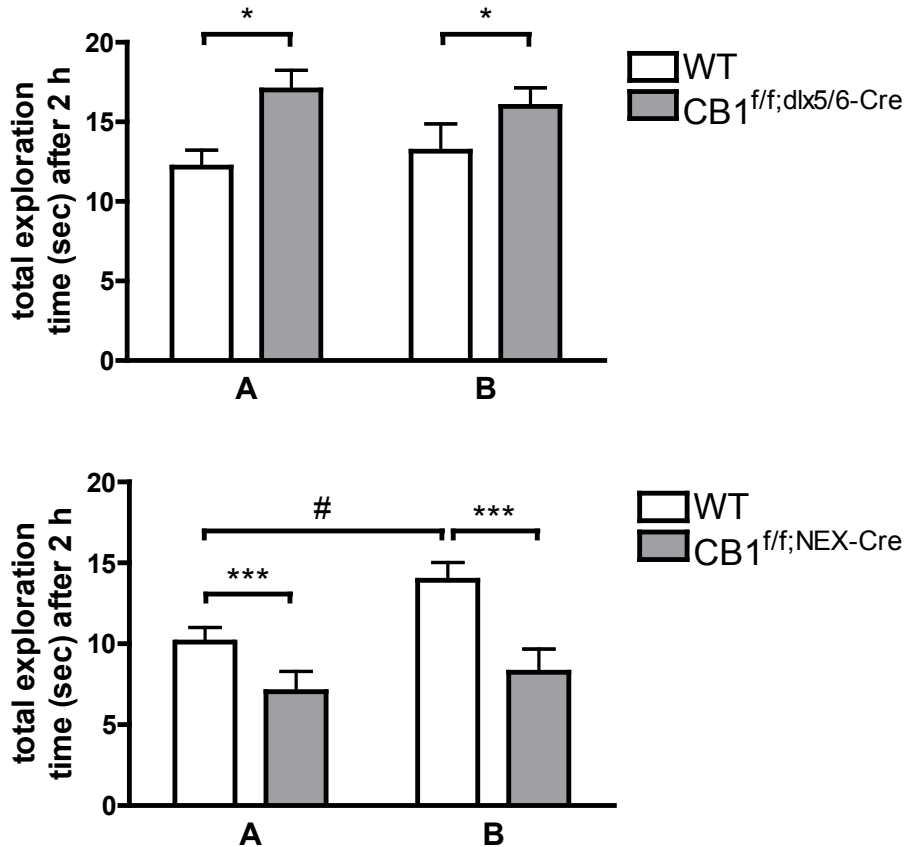 * *
20
15
10
5
0
total exploration
time (sec) after 2 h
A B
WT
CB1f/f;dlx5/6-Cre
20
15
10
5
0
total exploration
time (sec) after 2 h
# ***
***
A B
WT
CB1f/f;NEX-Cre